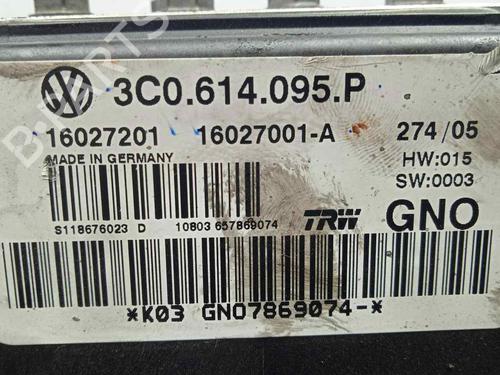 3C0.614.095.P
16027201 16027001-A 274/05
MADE IN GERMANY HW:015
SW:0003
S118676023 D 10803 657869074 TRW GNO
*K03 GNO7869074-*